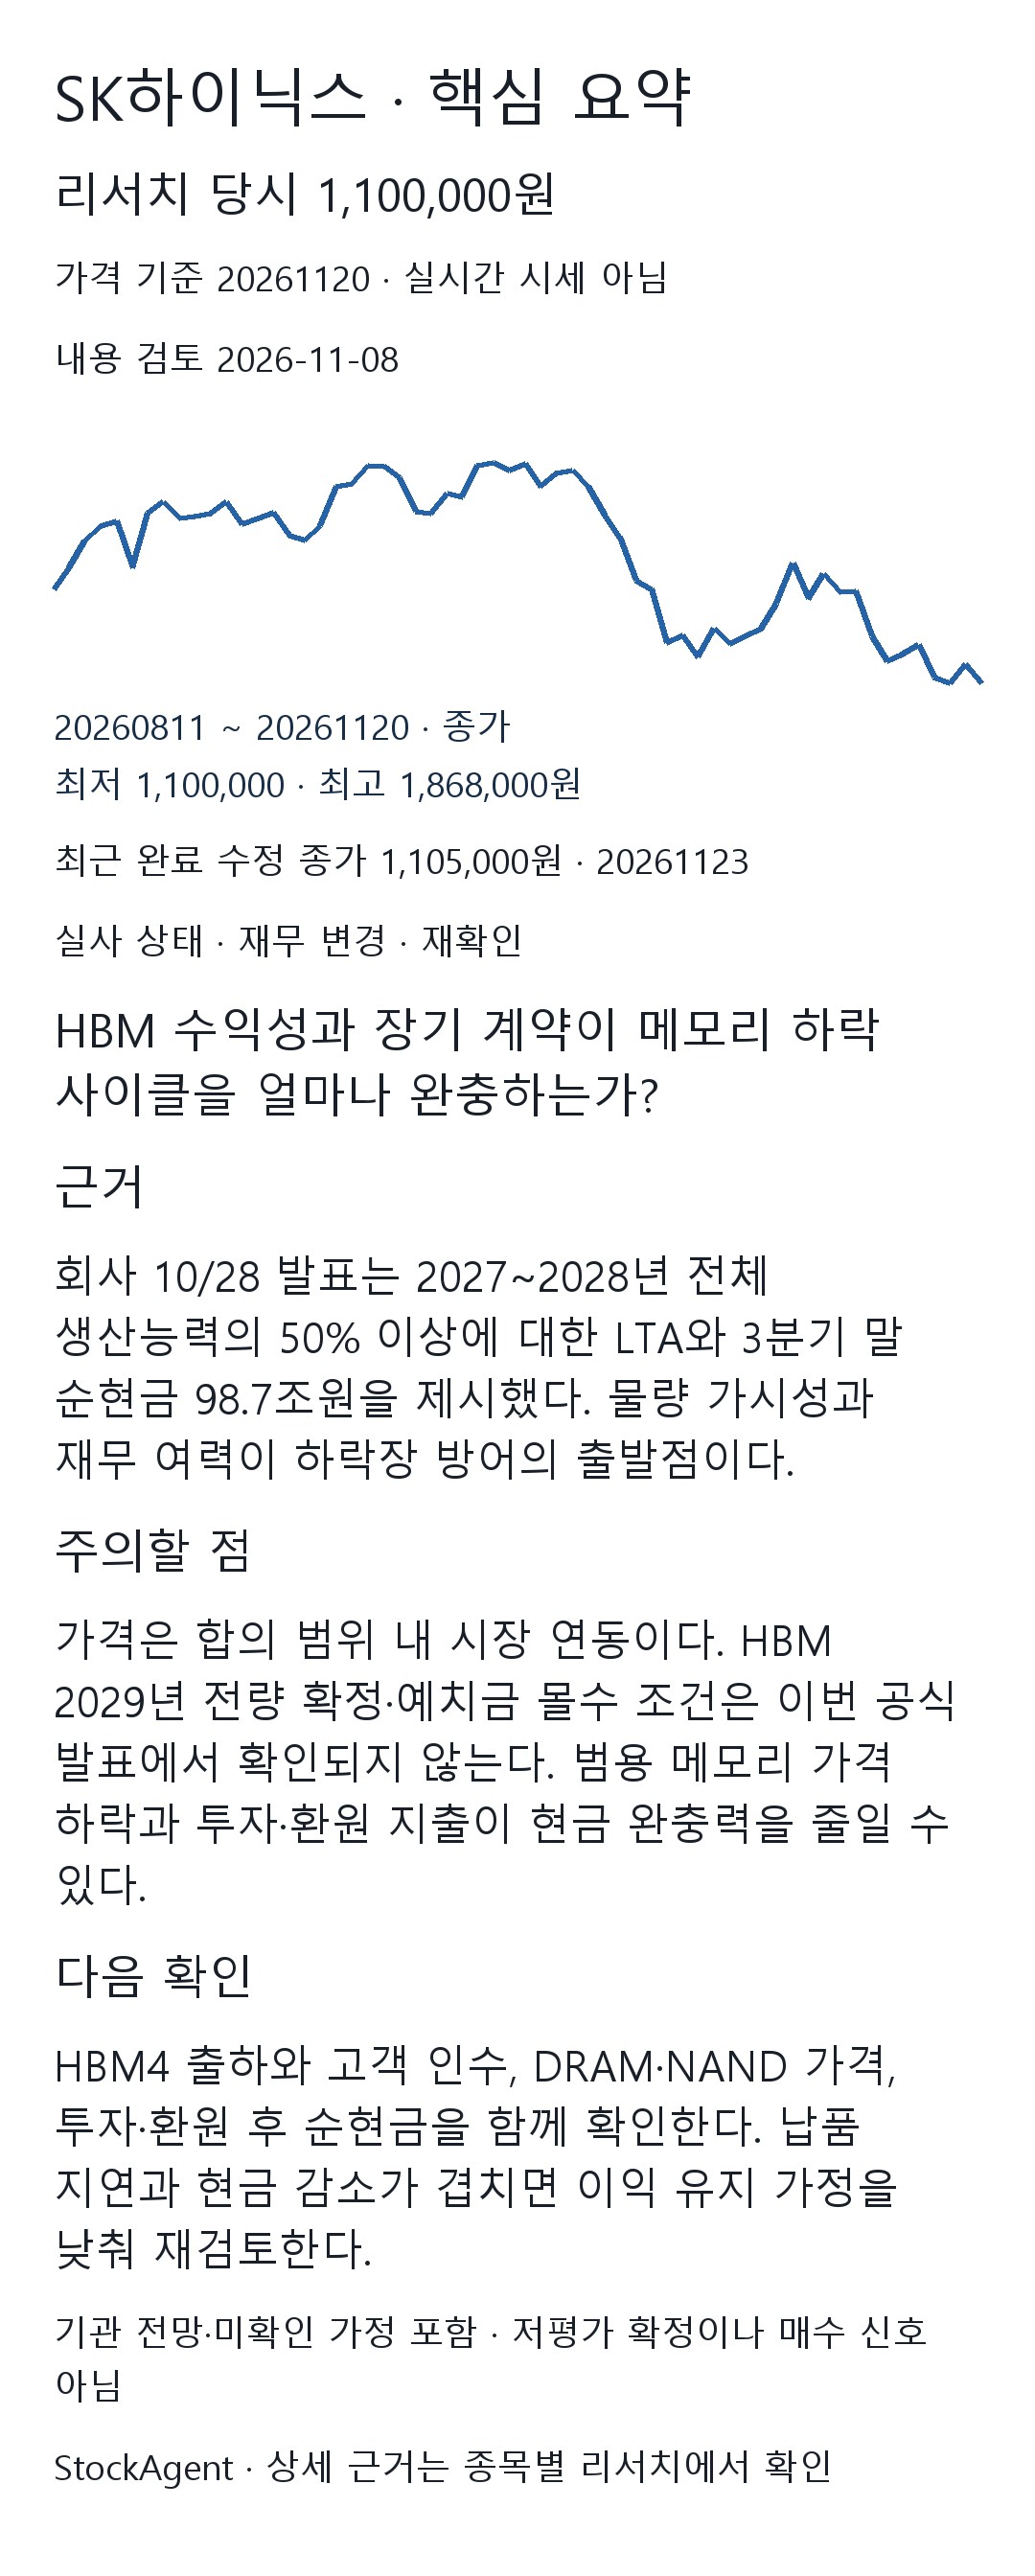 SK하이닉스 · 핵심 요약
리서치 당시 1,100,000원
가격 기준 20261120 · 실시간 시세 아님
내용 검토 2026-11-08
20260811 ~ 20261120 · 종가
최저 1,100,000 · 최고 1,868,000원
최근 완료 수정 종가 1,105,000원 · 20261123
실사 상태 · 재무 변경 · 재확인
HBM 수익성과 장기 계약이 메모리 하락
사이클을 얼마나 완충하는가?
근거
회사 10/28 발표는 2027~2028년 전체
생산능력의 50% 이상에 대한 LTA와 3분기 말
순현금 98.7조원을 제시했다. 물량 가시성과
재무 여력이 하락장 방어의 출발점이다.
주의할 점
가격은 합의 범위 내 시장 연동이다. HBM
2029년 전량 확정·예치금 몰수 조건은 이번 공식
발표에서 확인되지 않는다. 범용 메모리 가격
하락과 투자·환원 지출이 현금 완충력을 줄일 수
있다.
다음 확인
HBM4 출하와 고객 인수, DRAM·NAND 가격,
투자·환원 후 순현금을 함께 확인한다. 납품
지연과 현금 감소가 겹치면 이익 유지 가정을
낮춰 재검토한다.
기관 전망·미확인 가정 포함 · 저평가 확정이나 매수 신호
아님
StockAgent · 상세 근거는 종목별 리서치에서 확인